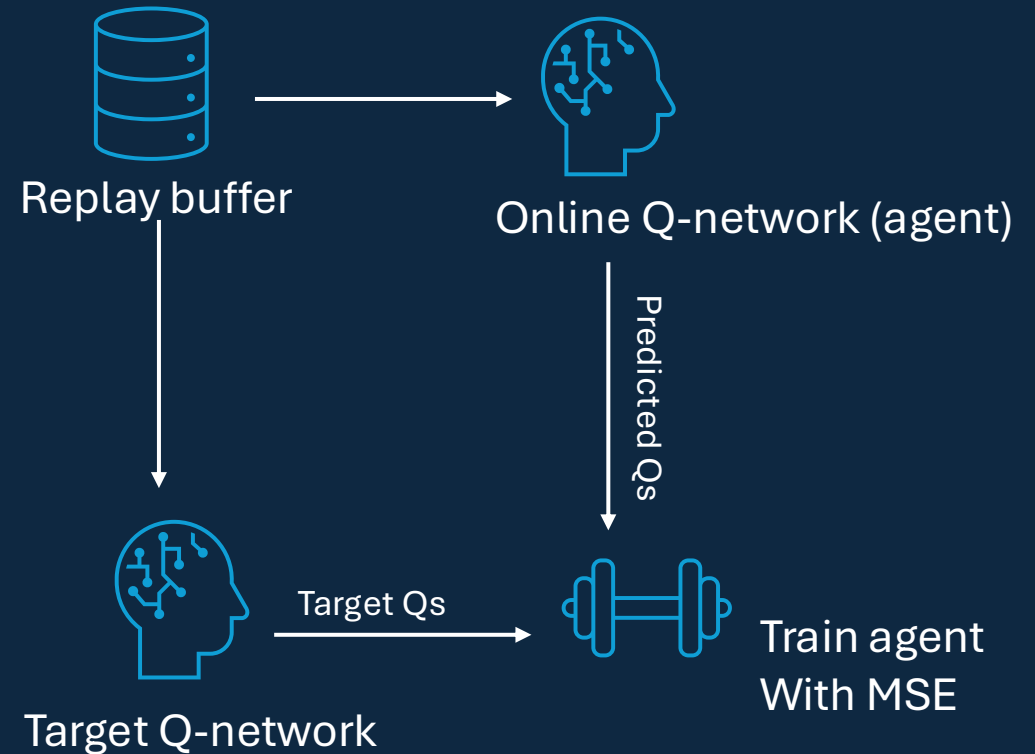 Replay buffer
Online Q-network (agent)
Predicted Qs
Target Qs
Train agent
With MSE
Target Q-network